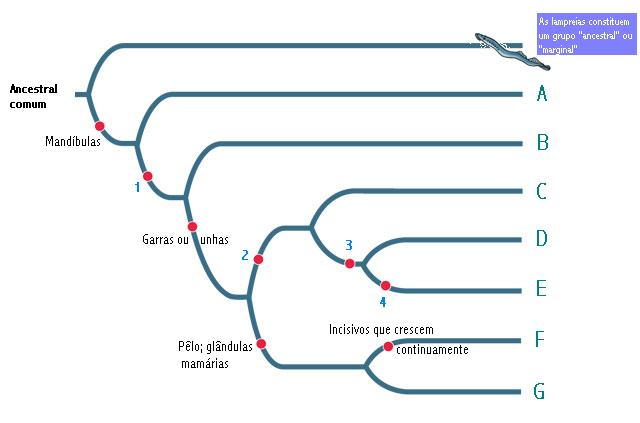 As lampreias constituem
um grupo "ancestral" ou
"marginal"
Ancestral
comum
A
Mandíbulas
B
1
C
Garras ou unhas
2
3
D
4
E
Incisivos que crescem
continuamente
F
Pêlo; glândulas
mamárias
G